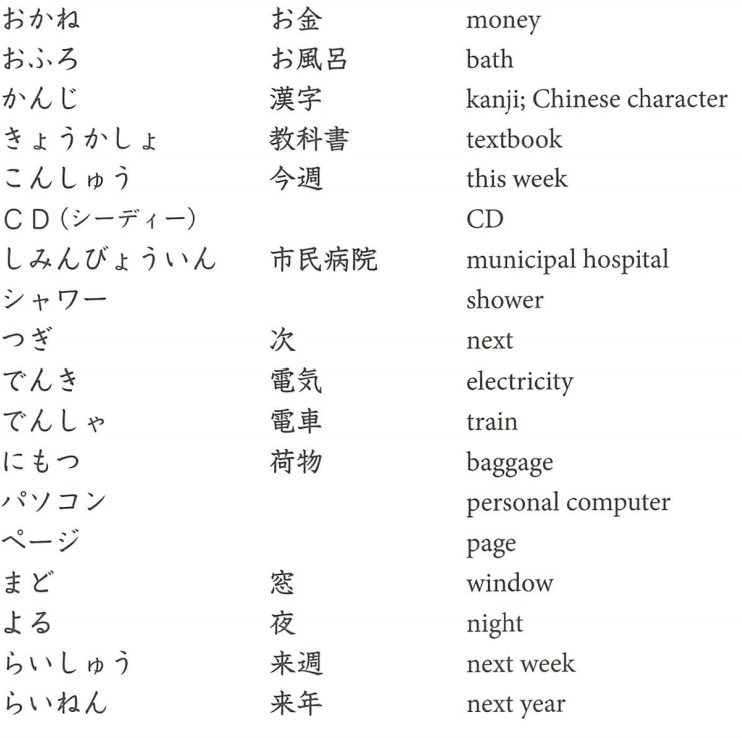 おかね お金 money
おふろ お風呂 bath
かんじ 漢字 kanji; Chinese character
きょうかしょ 教科書 textbook
こんしゅう 今週 this week
ＣＤ（シーディー） CD
しみんびょういん 市民病院 municipal hospital
シャワー shower
つぎ 次 next
でんき 電気 electricity
でんしゃ 電車 train
にもつ 荷物 baggage
パソコン personal computer
ページ page
まど 窓 window
よる 夜 night
らいしゅう 来週 next week
らいねん 来年 next year